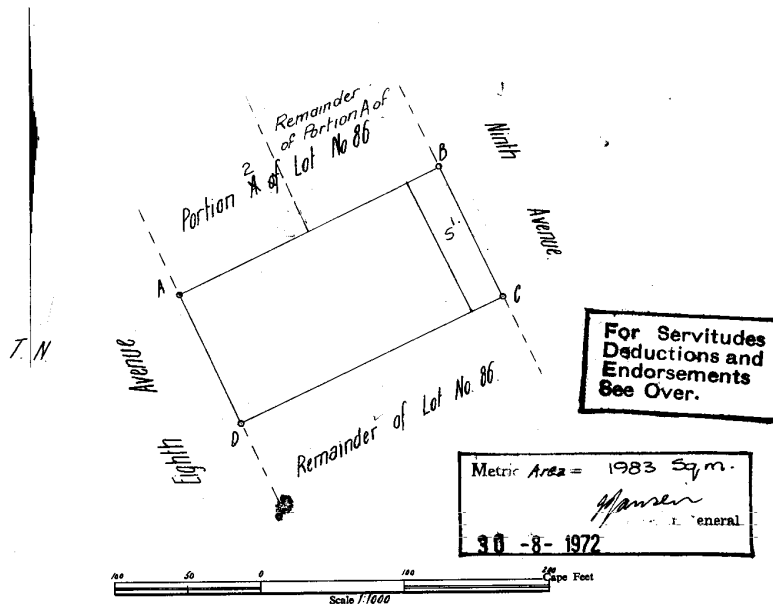 Remainder
of Portion A of
2
Portion A of Lot No 86
B
Ninth
Avenue.
5'.
A
C
T. N.
Avenue
Eighth
D
Remainder of Lot No. 86.
For Servitudes
Deductions and
Endorsements
See Over.
Metric Area = 1983 Sq.m.
eneral
30 -8- 1972
100 50 0 100 200
Cape Feet
Scale 1:1000